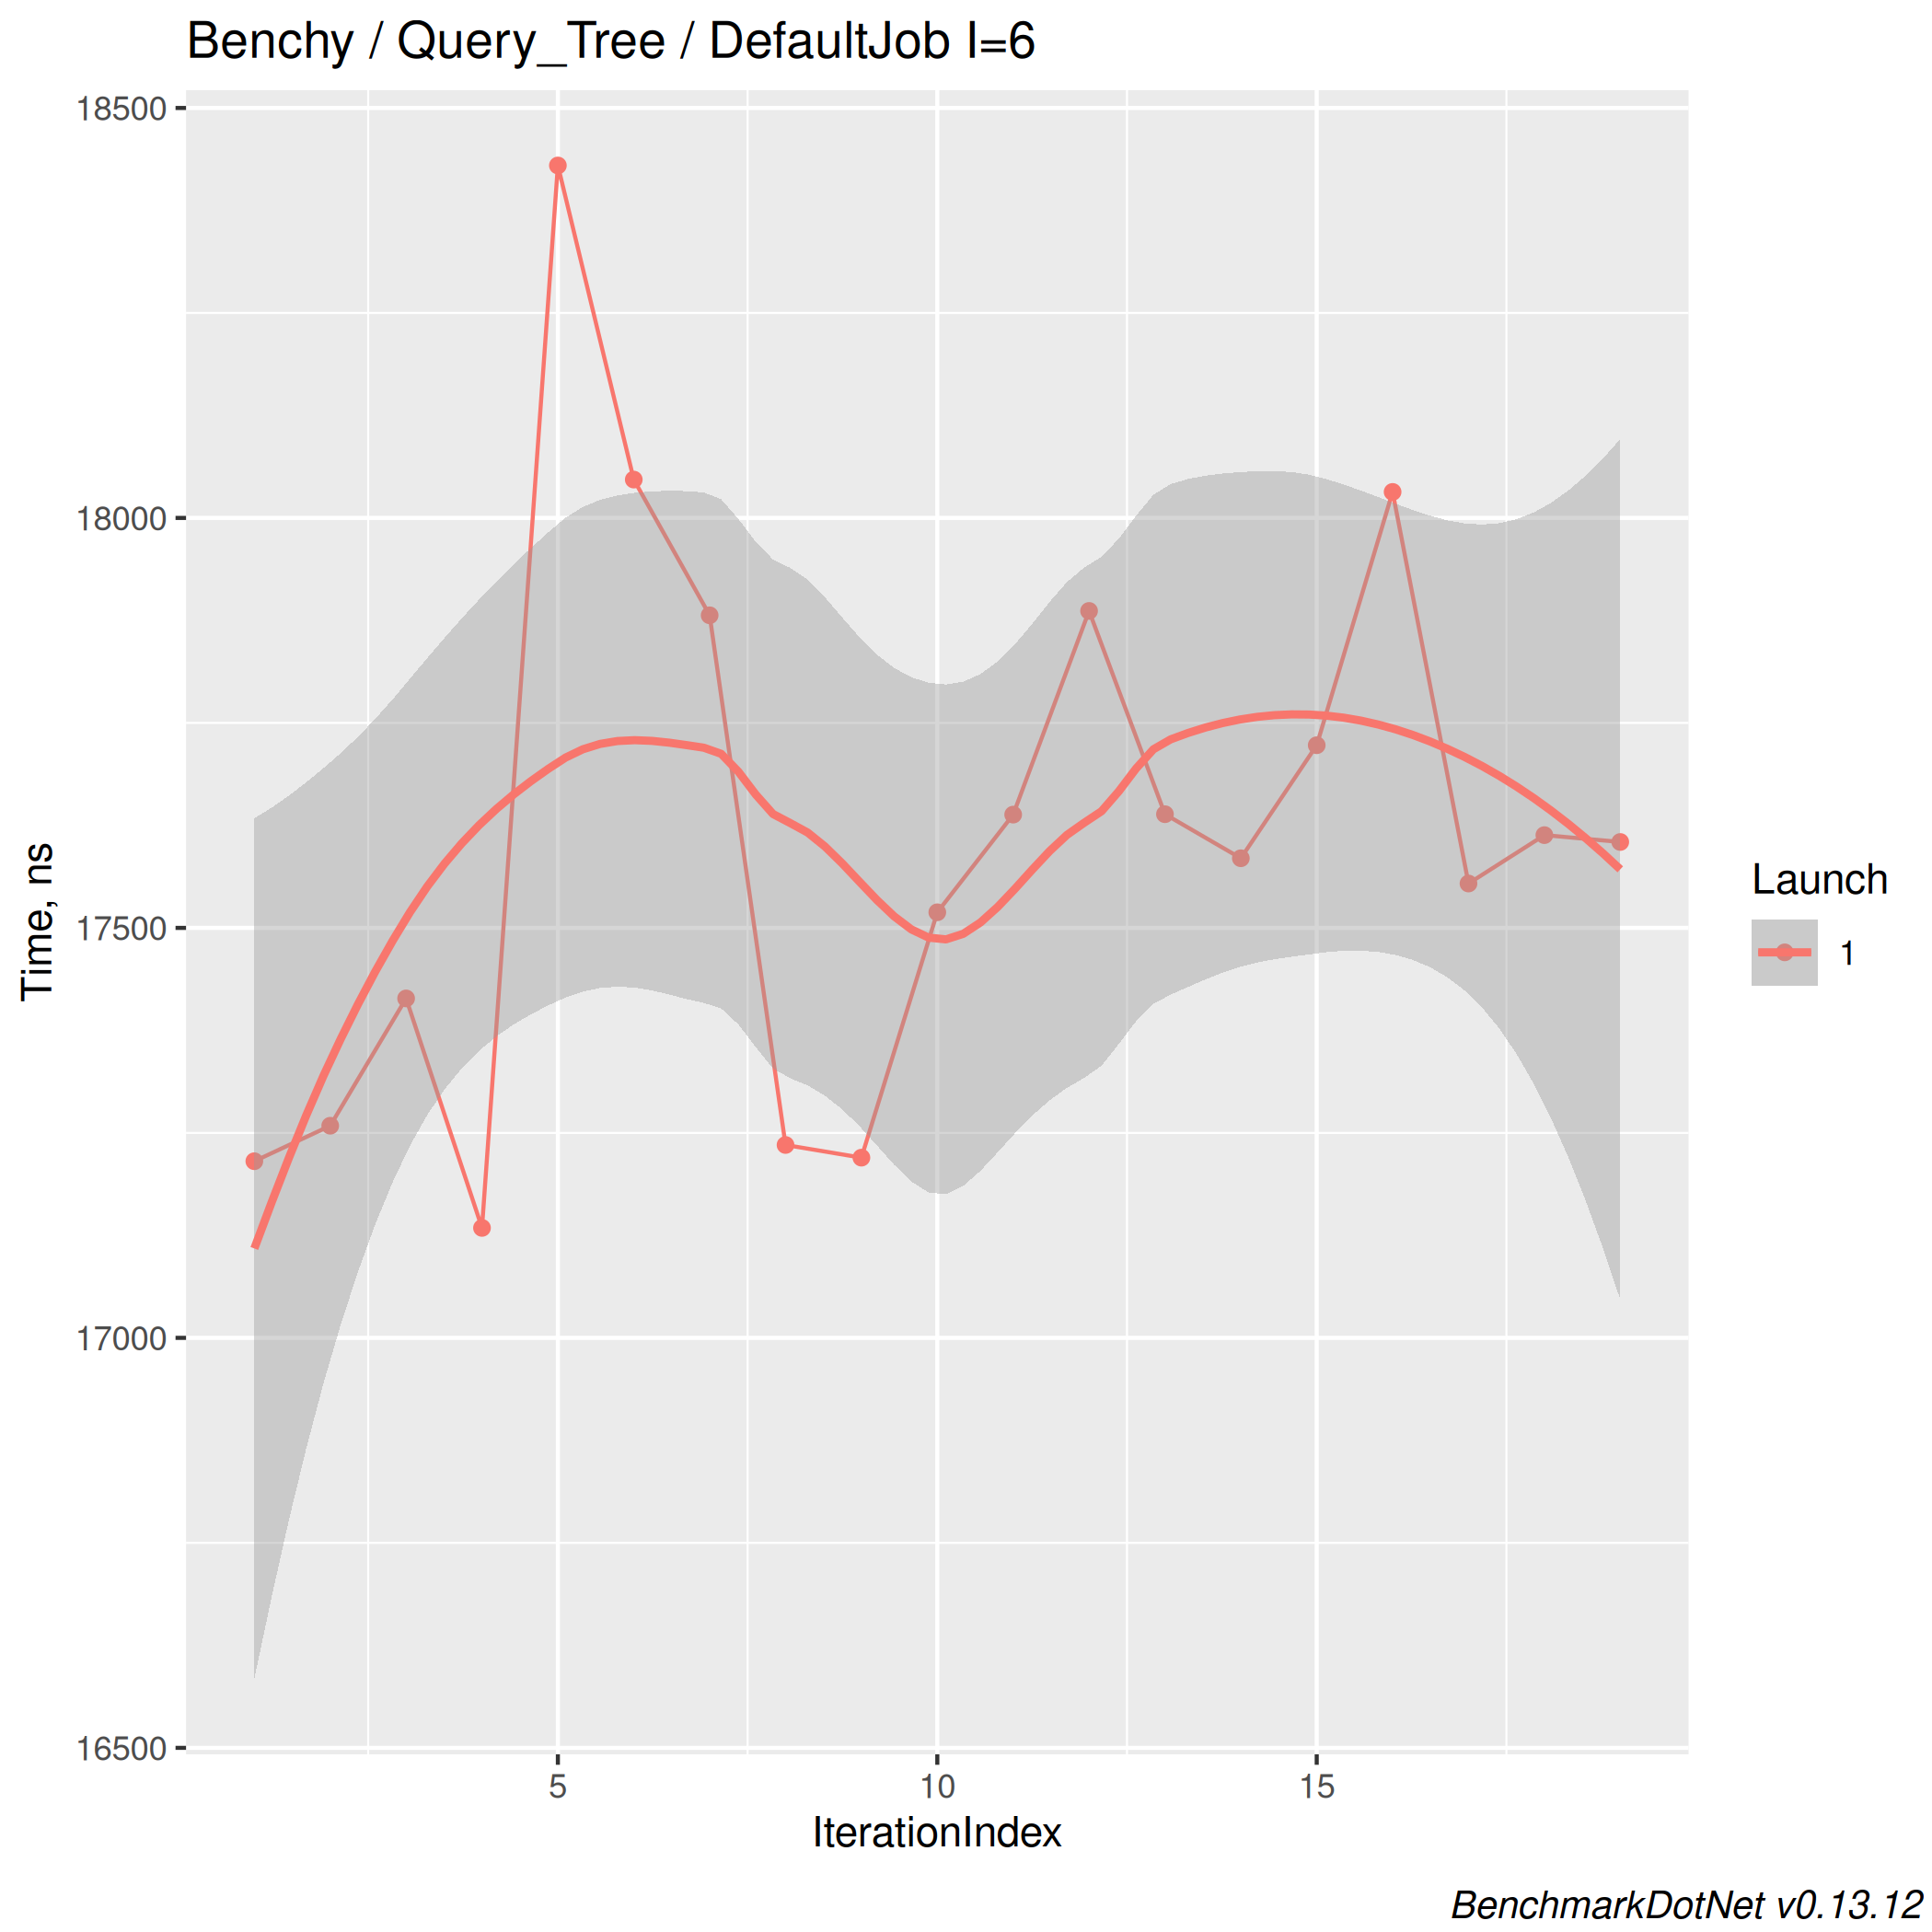 Benchy / Query_Tree / DefaultJob I=6
18500
18000
17500
17000
16500
Time, ns
5
10
15
IterationIndex
Launch
1
BenchmarkDotNet v0.13.12